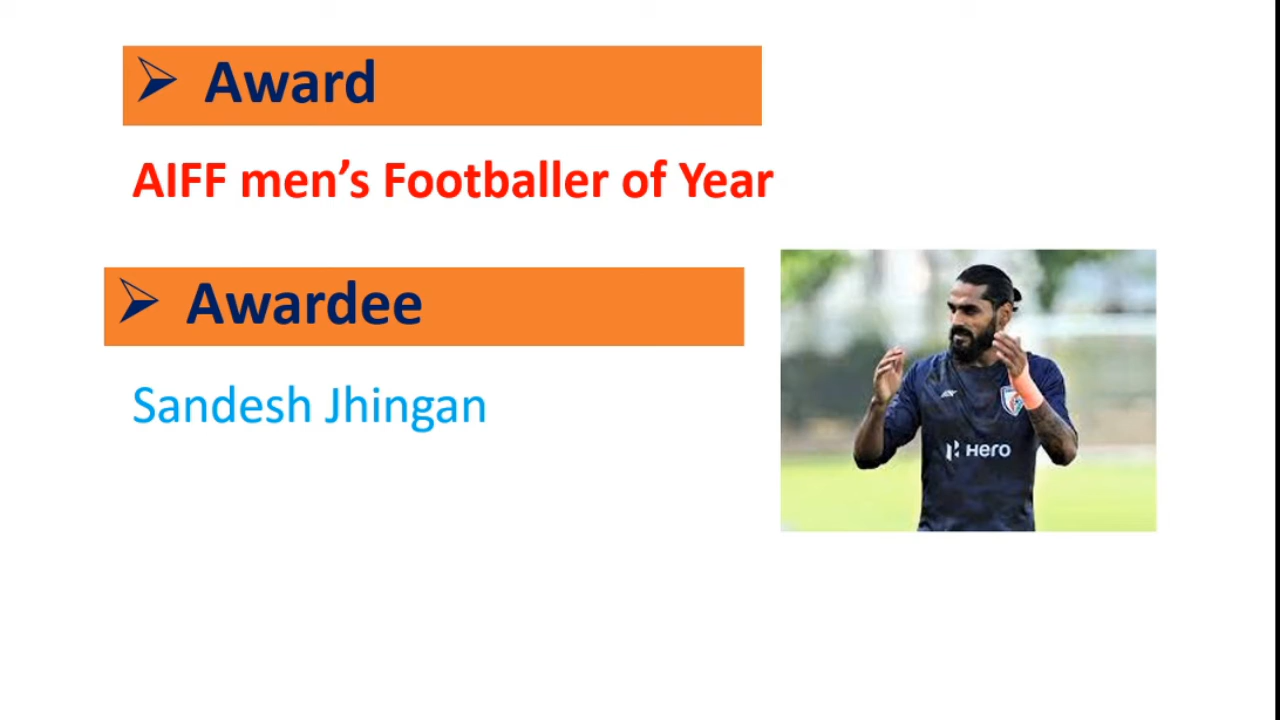 Award
AIFF men’s Footballer of Year
Awardee
Sandesh Jhingan
Hero